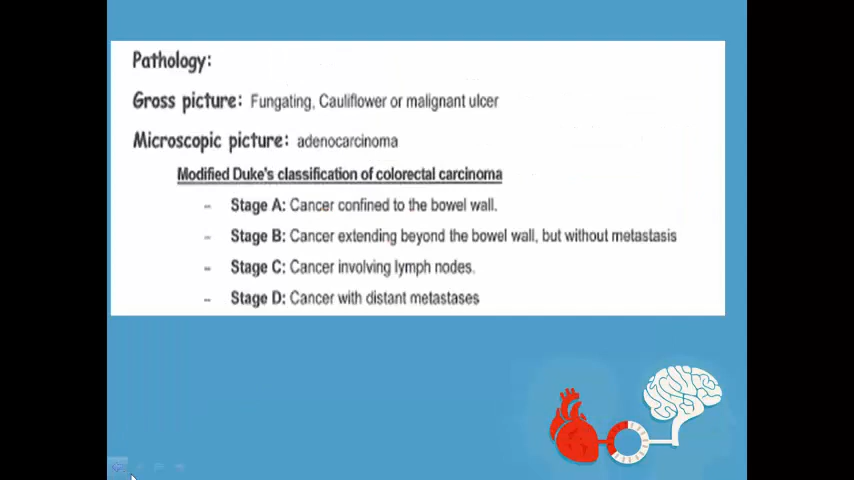 Pathology:
Gross picture: Fungating, Cauliflower or malignant ulcer
Microscopic picture: adenocarcinoma
Modified Duke's classification of colorectal carcinoma
- Stage A: Cancer confined to the bowel wall.
- Stage B: Cancer extending beyond the bowel wall, but without metastasis
- Stage C: Cancer involving lymph nodes.
- Stage D: Cancer with distant metastases